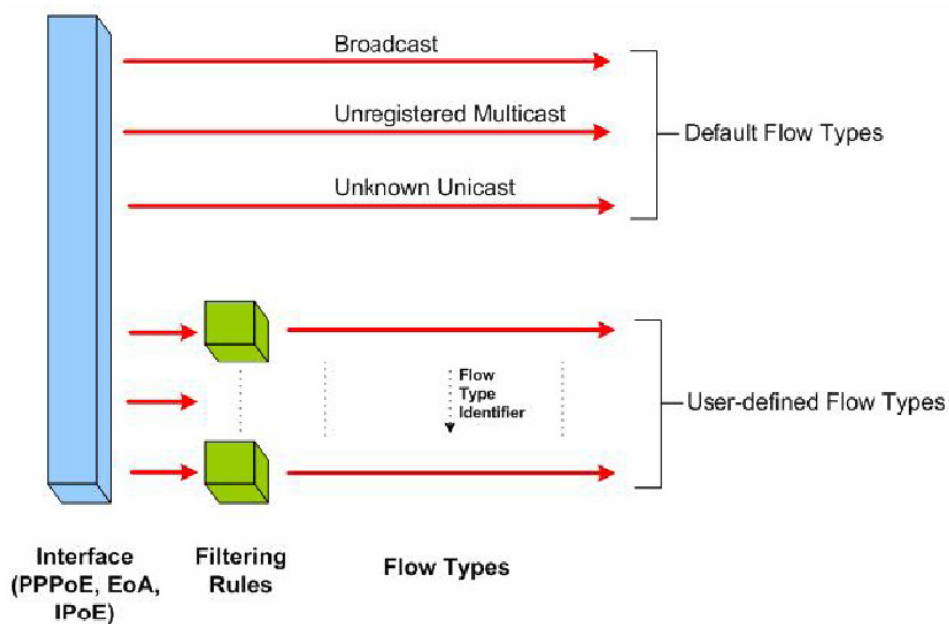 Broadcast
Unregistered Multicast
Default Flow Types
Unknown Unicast
Flow
Type
Identifier
User-defined Flow Types
Interface
(PPPoE, EoA,
IPoE)
Filtering
Rules
Flow Types